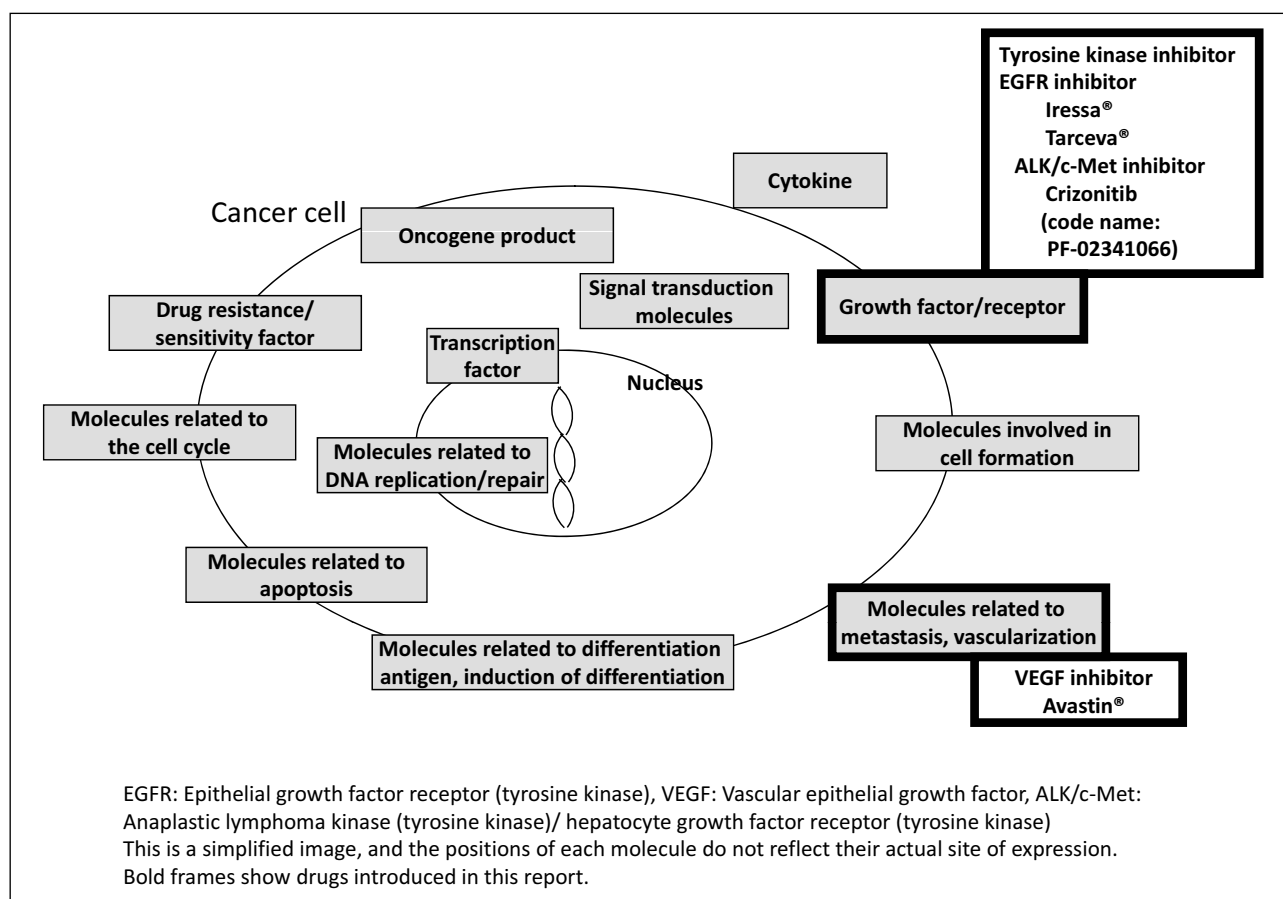 Tyrosine kinase inhibitor
EGFR inhibitor
Iressa®
Tarceva®
ALK/c-Met inhibitor
Crizonitib
(code name:
PF-02341066)
Cytokine
Cancer cell
Oncogene product
Signal transduction
molecules
Growth factor/receptor
Drug resistance/
sensitivity factor
Transcription
factor
Nucleus
Molecules related to
the cell cycle
Molecules related to
DNA replication/repair
Molecules involved in
cell formation
Molecules related to
apoptosis
Molecules related to
metastasis, vascularization
Molecules related to differentiation
antigen, induction of differentiation
VEGF inhibitor
Avastin®
EGFR: Epithelial growth factor receptor (tyrosine kinase), VEGF: Vascular epithelial growth factor, ALK/c-Met:
Anaplastic lymphoma kinase (tyrosine kinase)/ hepatocyte growth factor receptor (tyrosine kinase)
This is a simplified image, and the positions of each molecule do not reflect their actual site of expression.
Bold frames show drugs introduced in this report.